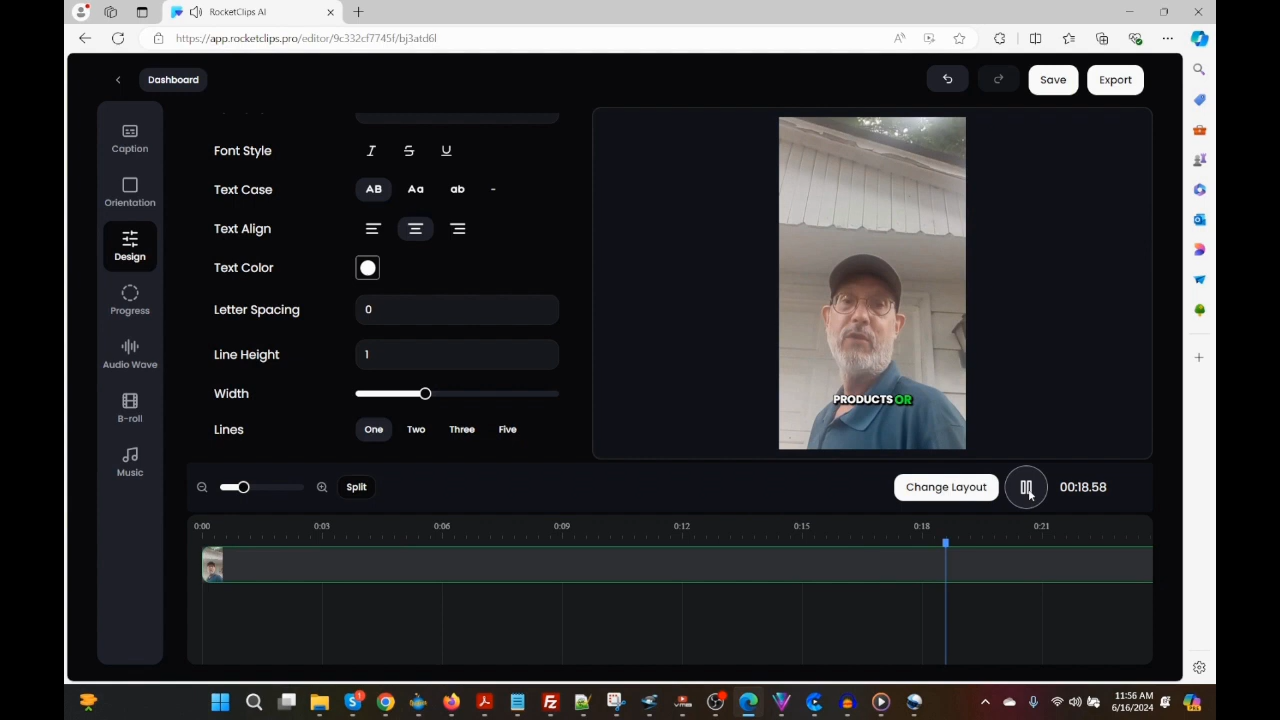 RocketClips AI
https://app.rocketclips.pro/editor/9c332cf7745f/bj3atd6l
Dashboard
Save
Export
Caption
Orientation
Design
Progress
Audio Wave
B-roll
Music
Font Style
Text Case
AB
Aa
ab
-
Text Align
Text Color
Letter Spacing
0
Line Height
1
Width
Lines
One
Two
Three
Five
PRODUCTS OR
Split
Change Layout
00:18.58
0:00
0:03
0:06
0:09
0:12
0:15
0:18
0:21
11:56 AM
6/16/2024